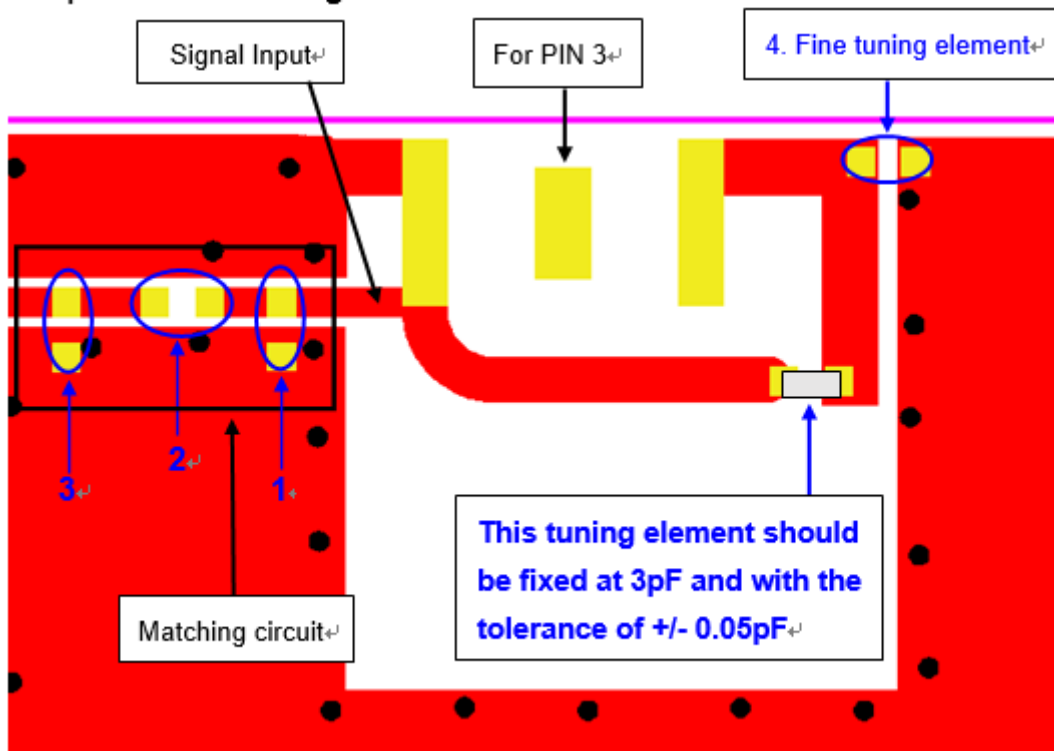 Signal Input↵
For PIN 3↵
4. Fine tuning element↵
3↵
2↵
1↵
Matching circuit↵
This tuning element should
be fixed at 3pF and with the
tolerance of +/- 0.05pF↵